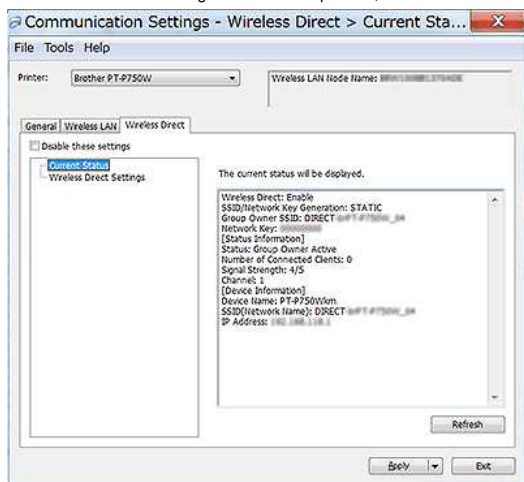 Communication Settings - Wireless Direct > Current Sta...
File Tools Help
Printer: Brother PT-P750W Wireless LAN Node Name:
General Wireless LAN Wireless Direct
Disable these settings
Current Status
Wireless Direct Settings
The current status will be displayed.
Wireless Direct: Enable
SSID/Network Key Generation: STATIC
Group Owner SSID: DIRECT
Network Key:
[Status Information]
Status: Group Owner Active
Number of Connected Clients: 0
Signal Strength: 4/5
Channel: 1
[Device Information]
Device Name: PT-P750Wkm
SSID(Network Name): DIRECT
IP Address:
Refresh
Apply Exit